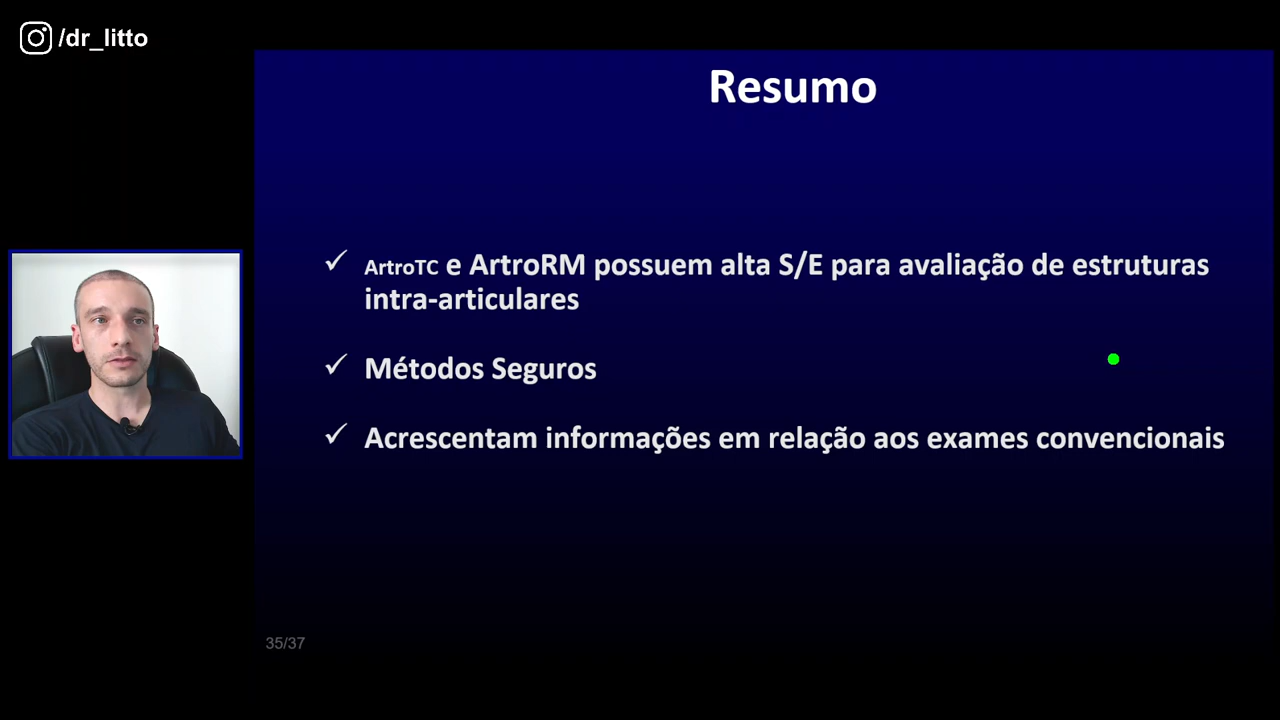 /dr_litto
Resumo
✓ ArtroTC e ArtroRM possuem alta S/E para avaliação de estruturas
intra-articulares
✓ Métodos Seguros
✓ Acrescentam informações em relação aos exames convencionais
35/37